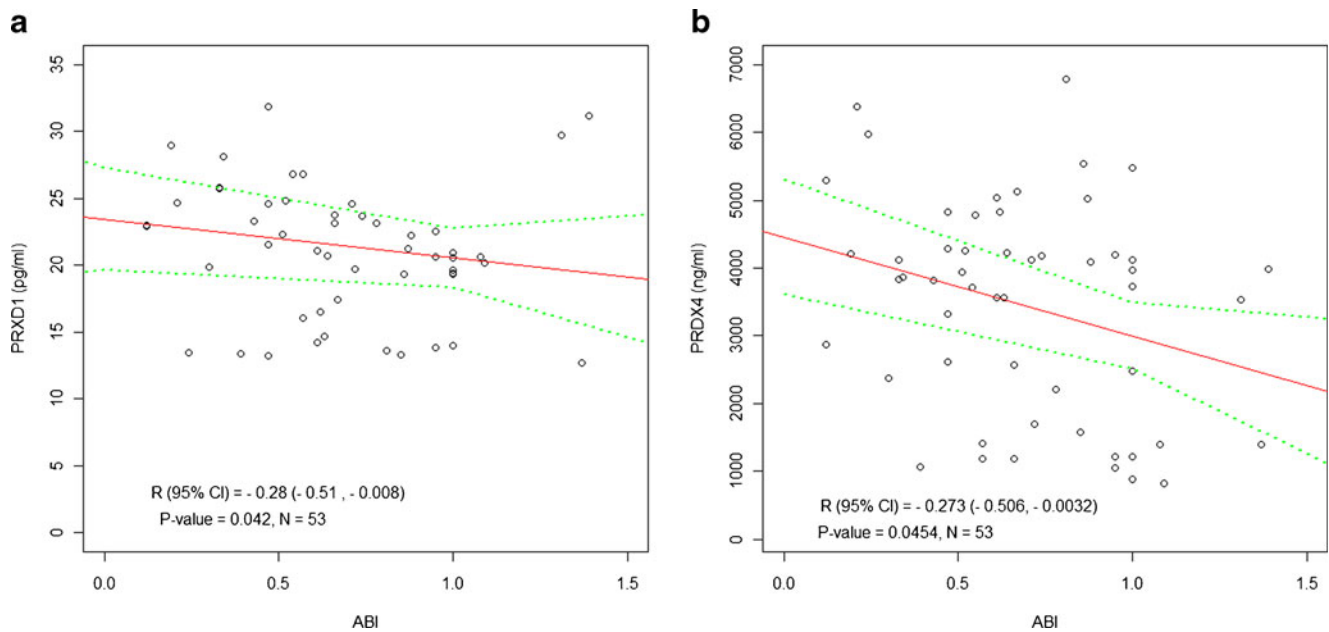 a
PRXD1 (pg/ml)
35
30
25
20
15
10
5
0
R (95% CI) = - 0.28 (- 0.51 , - 0.008)
P-value = 0.042, N = 53
0.0 0.5 1.0 1.5
ABI
b
PRDX4 (ng/ml)
7000
6000
5000
4000
3000
2000
1000
0
R (95% CI) = - 0.273 (- 0.506, - 0.0032)
P-value = 0.0454, N = 53
0.0 0.5 1.0 1.5
ABI